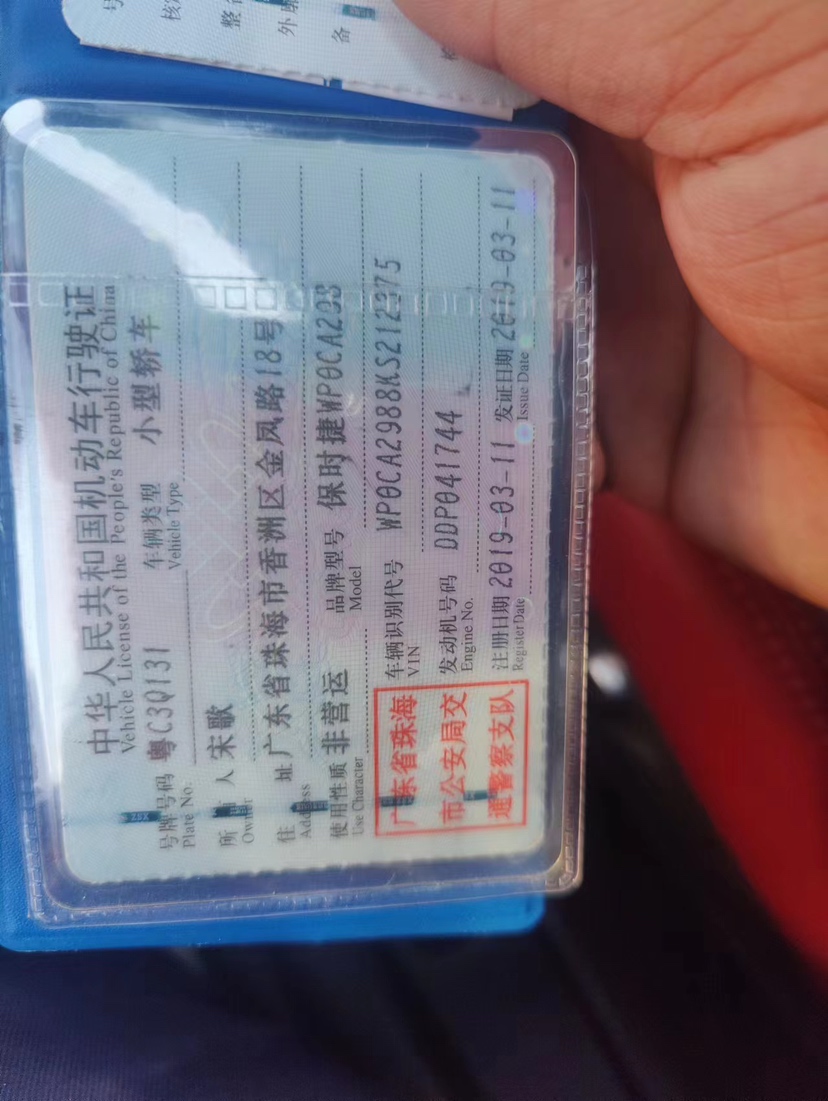 中华人民共和国机动车行驶证
Vehicle License of the People's Republic of China
号牌号码 粤C3Q131 车辆类型 小型轿车
Plate No. Vehicle Type
所有人 宋歌
Owner
住址 广东省珠海市香洲区金凤路18号
Address
使用性质 非营运 品牌型号 保时捷WP0CA298
Use Character Model
车辆识别代号 WP0CA2988KS212275
VIN
发动机号码 DDP041744
Engine No.
注册日期 2019-03-11 发证日期 2019-03-11
Register Date Issue Date
广东省珠海
市公安局交
通警察支队